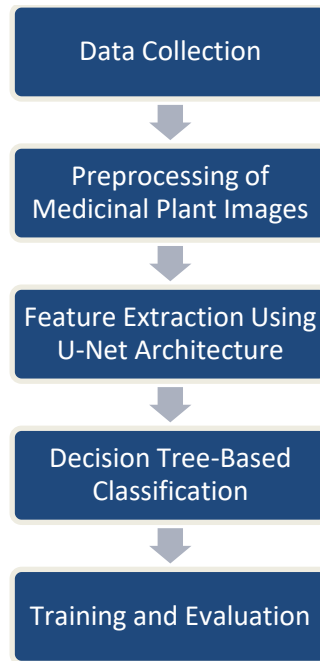 Data Collection
Preprocessing of
Medicinal Plant Images
Feature Extraction Using
U-Net Architecture
Decision Tree-Based
Classification
Training and Evaluation